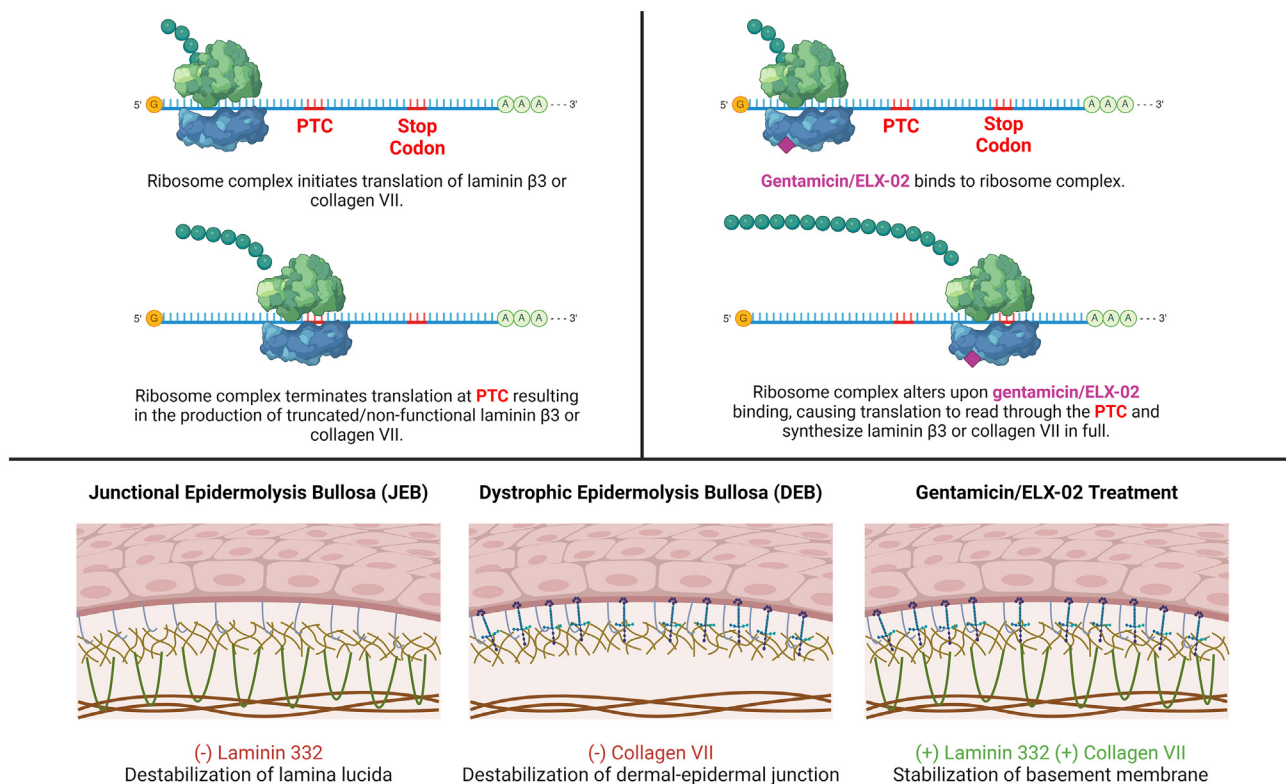 5' G A A A --- 3'
PTC
Stop
Codon
Ribosome complex initiates translation of laminin β3 or
collagen VII.
5' G A A A --- 3'
Ribosome complex terminates translation at PTC resulting
in the production of truncated/non-functional laminin β3 or
collagen VII.
5' G A A A --- 3'
PTC
Stop
Codon
Gentamicin/ELX-02 binds to ribosome complex.
5' G A A A --- 3'
Ribosome complex alters upon gentamicin/ELX-02
binding, causing translation to read through the PTC and
synthesize laminin β3 or collagen VII in full.
Junctional Epidermolysis Bullosa (JEB)
(-) Laminin 332
Destabilization of lamina lucida
Dystrophic Epidermolysis Bullosa (DEB)
(-) Collagen VII
Destabilization of dermal-epidermal junction
Gentamicin/ELX-02 Treatment
(+) Laminin 332 (+) Collagen VII
Stabilization of basement membrane